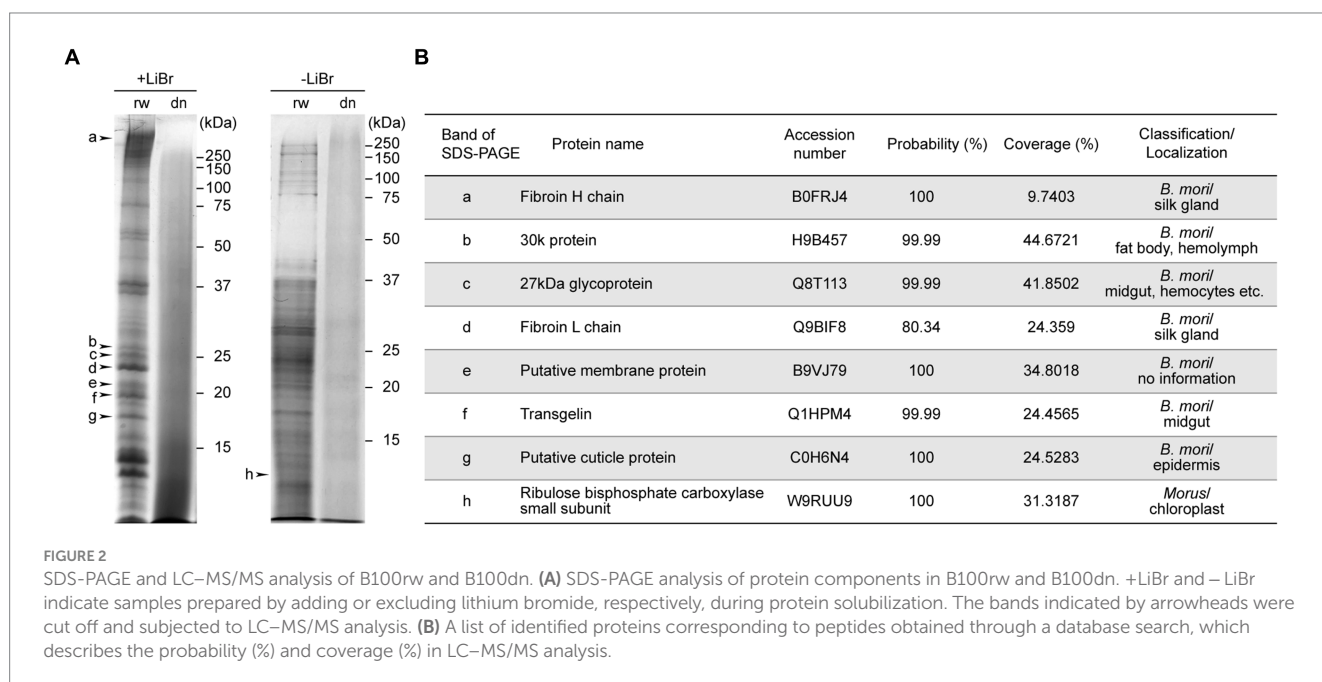 A
+LiBr
rw dn
(kDa)
a
250
150
100
75
50
37
b
c
25
d
e
20
f
g
15
-LiBr
rw dn
(kDa)
250
150
100
75
50
37
25
20
15
h
B
Band of SDS-PAGE Protein name Accession number Probability (%) Coverage (%) Classification/ Localization
a Fibroin H chain B0FRJ4 100 9.7403 B. mori/ silk gland
b 30k protein H9B457 99.99 44.6721 B. mori/ fat body, hemolymph
c 27kDa glycoprotein Q8T113 99.99 41.8502 B. mori/ midgut, hemocytes etc.
d Fibroin L chain Q9BIF8 80.34 24.359 B. mori/ silk gland
e Putative membrane protein B9VJ79 100 34.8018 B. mori/ no information
f Transgelin Q1HPM4 99.99 24.4565 B. mori/ midgut
g Putative cuticle protein C0H6N4 100 24.5283 B. mori/ epidermis
h Ribulose bisphosphate carboxylase small subunit W9RUU9 100 31.3187 Morus/ chloroplast
FIGURE 2
SDS-PAGE and LC–MS/MS analysis of B100rw and B100dn. (A) SDS-PAGE analysis of protein components in B100rw and B100dn. +LiBr and – LiBr
indicate samples prepared by adding or excluding lithium bromide, respectively, during protein solubilization. The bands indicated by arrowheads were
cut off and subjected to LC–MS/MS analysis. (B) A list of identified proteins corresponding to peptides obtained through a database search, which
describes the probability (%) and coverage (%) in LC–MS/MS analysis.